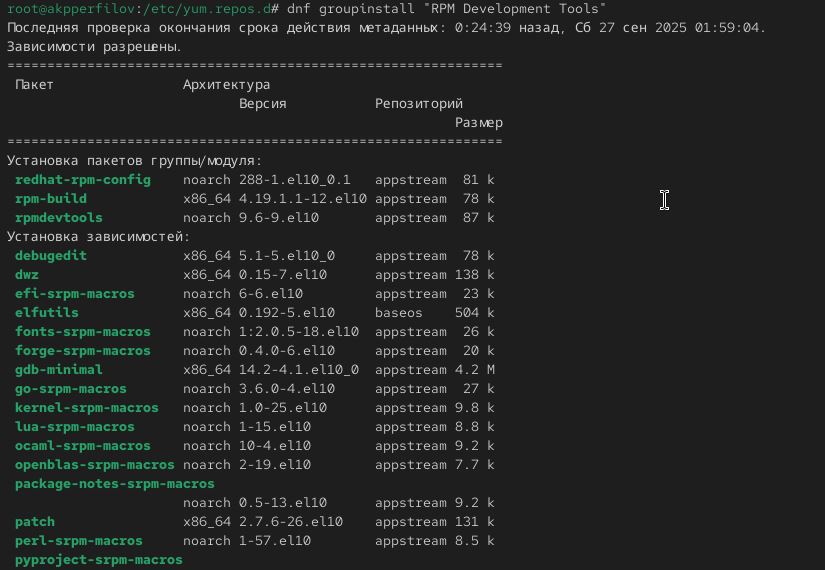 root@akpperfilov:/etc/yum.repos.d# dnf groupinstall "RPM Development Tools"
Последняя проверка окончания срока действия метаданных: 0:24:39 назад, Сб 27 сен 2025 01:59:04.
Зависимости разрешены.
==============================================================
Пакет Архитектура
Версия Репозиторий
Размер
==============================================================
Установка пакетов группы/модуля:
redhat-rpm-config noarch 288-1.el10_0.1 appstream 81 k
rpm-build x86_64 4.19.1.1-12.el10 appstream 78 k
rpmdevtools noarch 9.6-9.el10 appstream 87 k
Установка зависимостей:
debugedit x86_64 5.1-5.el10_0 appstream 78 k
dwz x86_64 0.15-7.el10 appstream 138 k
efi-srpm-macros noarch 6-6.el10 appstream 23 k
elfutils x86_64 0.192-5.el10 baseos 504 k
fonts-srpm-macros noarch 1:2.0.5-18.el10 appstream 26 k
forge-srpm-macros noarch 0.4.0-6.el10 appstream 20 k
gdb-minimal x86_64 14.2-4.1.el10_0 appstream 4.2 M
go-srpm-macros noarch 3.6.0-4.el10 appstream 27 k
kernel-srpm-macros noarch 1.0-25.el10 appstream 9.8 k
lua-srpm-macros noarch 1-15.el10 appstream 8.8 k
ocaml-srpm-macros noarch 10-4.el10 appstream 9.2 k
openblas-srpm-macros noarch 2-19.el10 appstream 7.7 k
package-notes-srpm-macros
noarch 0.5-13.el10 appstream 9.2 k
patch x86_64 2.7.6-26.el10 appstream 131 k
perl-srpm-macros noarch 1-57.el10 appstream 8.5 k
pyproject-srpm-macros